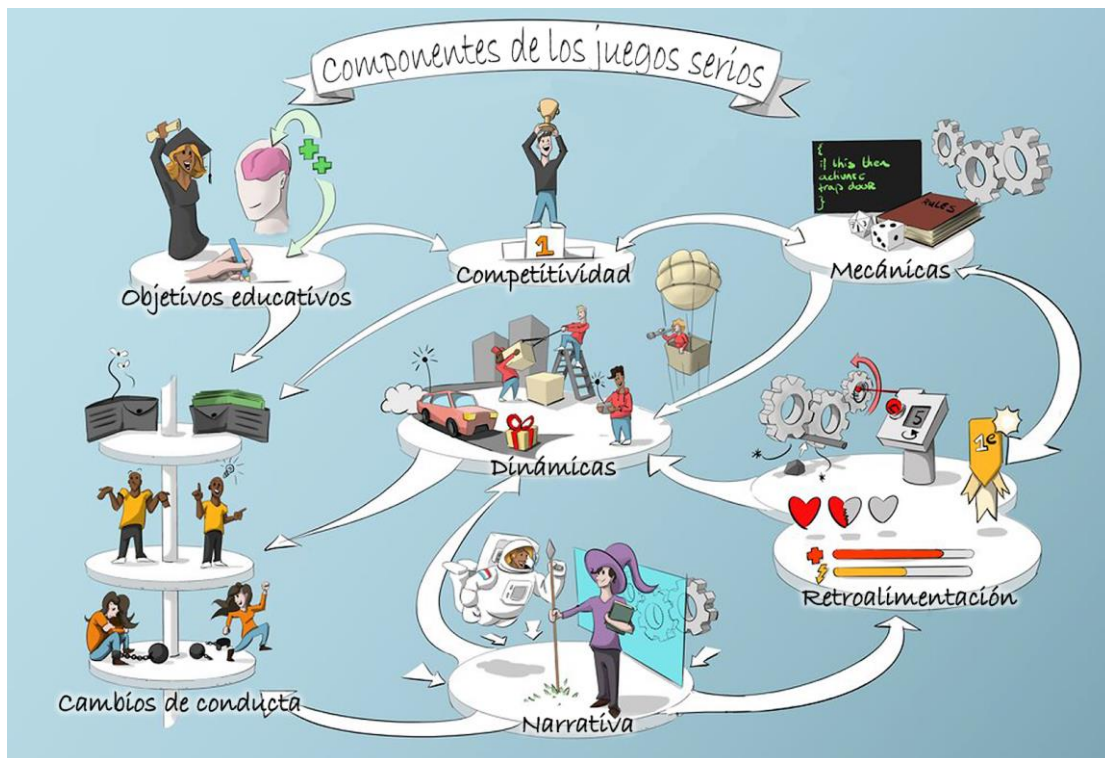 Componentes de los juegos serios
{
if this then
activate
trap door
}
RULES
1
Objetivos educativos
Competitividad
Mecánicas
5
1e
Dinámicas
Retroalimentación
Cambios de conducta
Narrativa